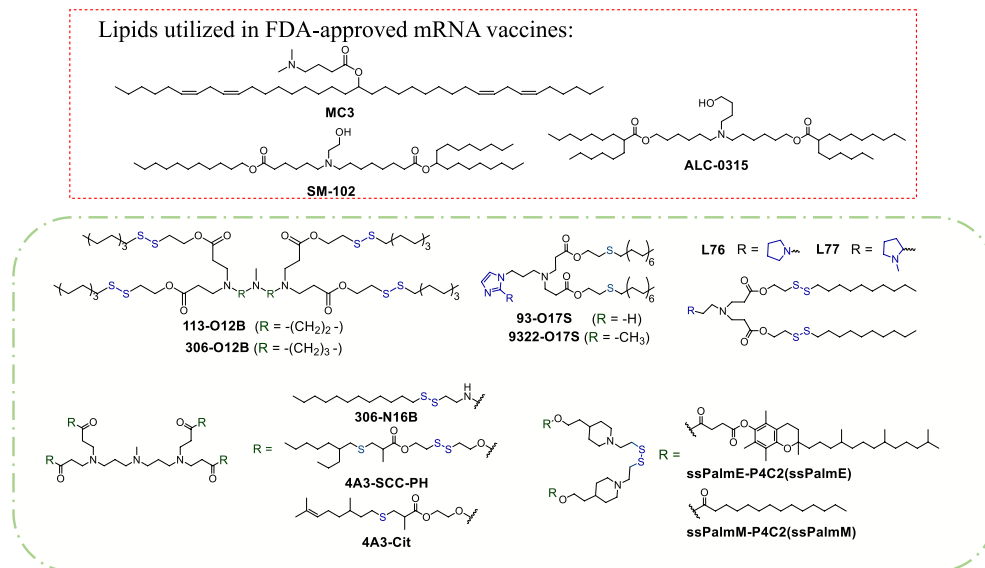 Lipids utilized in FDA-approved mRNA vaccines:
N
O
O
MC3
OH
O
O
N
O
O
SM-102
HO
O
O
N
O
O
ALC-0315
3
S
S
O
O
O
O
S
S
3
3
S
S
O
O
N
R
N
R
N
O
O
S
S
3
113-O12B (R = -(CH2)2 -)
306-O12B (R = -(CH2)3 -)
O
O
S
6
N
N
N
R
O
O
S
6
93-O17S (R = -H)
9322-O17S (R = -CH3)
L76 R = N
L77 R = N
O
O
S
S
R
N
O
O
S
S
R
O
O
R
N
N
N
R
O
O
R
R =
H
N
S
S
306-N16B
S
O
O
S
S
O
4A3-SCC-PH
S
O
O
O
4A3-Cit
R
O
N
S
S
R
O
N
R =
O
O
O
O
ssPalmE-P4C2(ssPalmE)
O
ssPalmM-P4C2(ssPalmM)